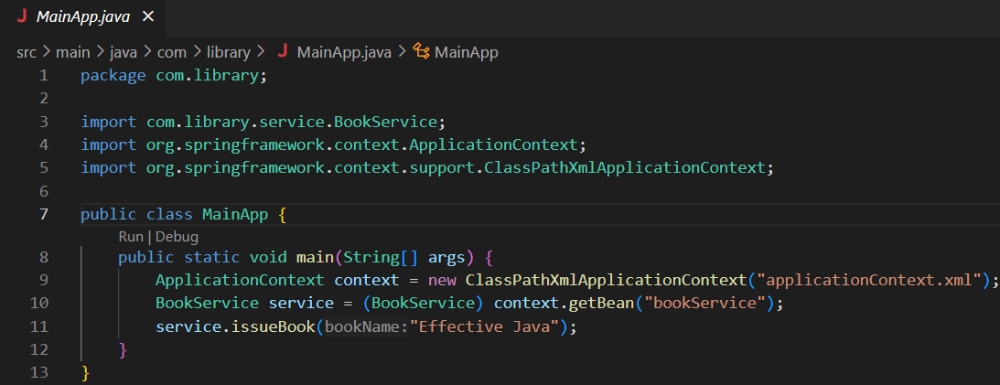 J MainApp.java ×
src > main > java > com > library > J MainApp.java > MainApp
1 package com.library;
2
3 import com.library.service.BookService;
4 import org.springframework.context.ApplicationContext;
5 import org.springframework.context.support.ClassPathXmlApplicationContext;
6
7 public class MainApp {
Run | Debug
8 public static void main(String[] args) {
9 ApplicationContext context = new ClassPathXmlApplicationContext("applicationContext.xml");
10 BookService service = (BookService) context.getBean("bookService");
11 service.issueBook(bookName:"Effective Java");
12 }
13 }